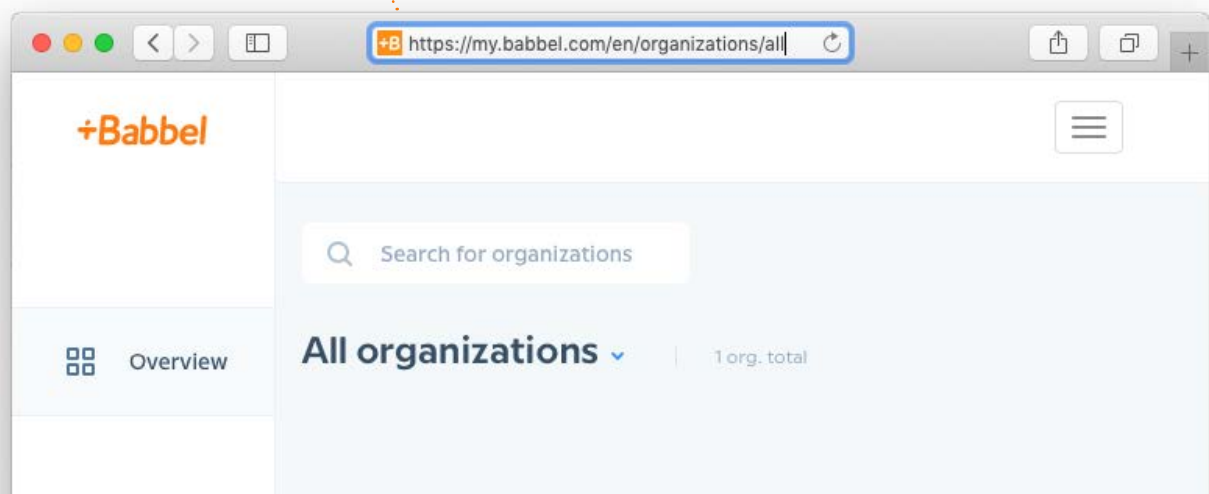 +B https://my.babbel.com/en/organizations/all
+Babbel
Search for organizations
Overview
All organizations
1 org. total